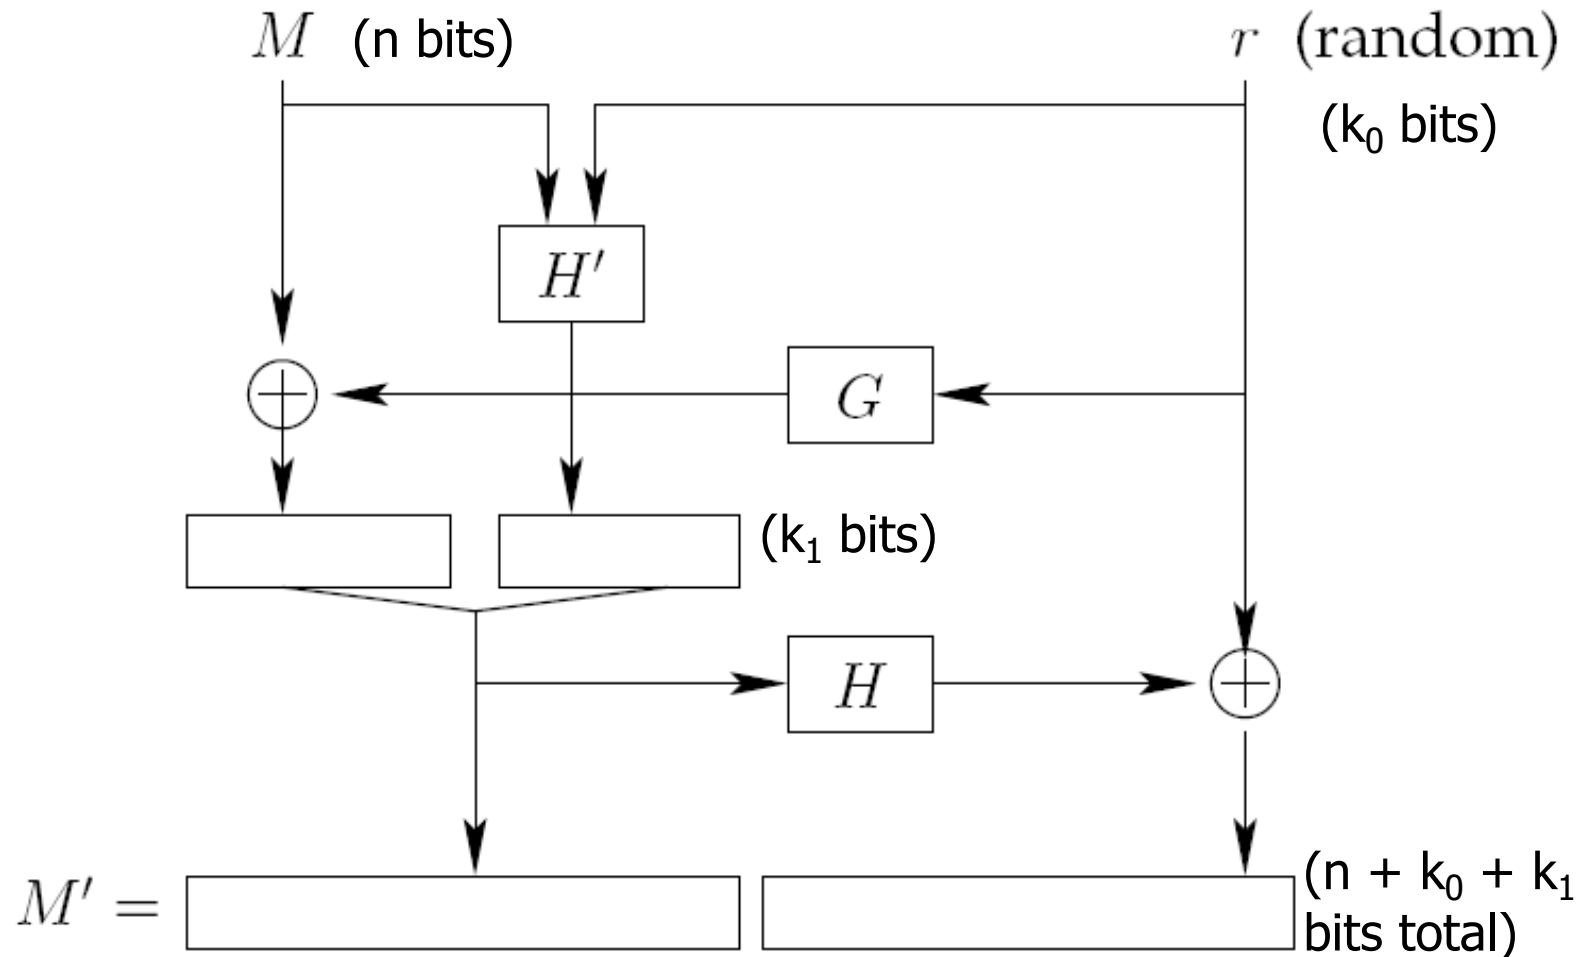 M (n bits)
r (random)
(k₀ bits)
H′
G
(k₁ bits)
H
M′ =
(n + k₀ + k₁
bits total)